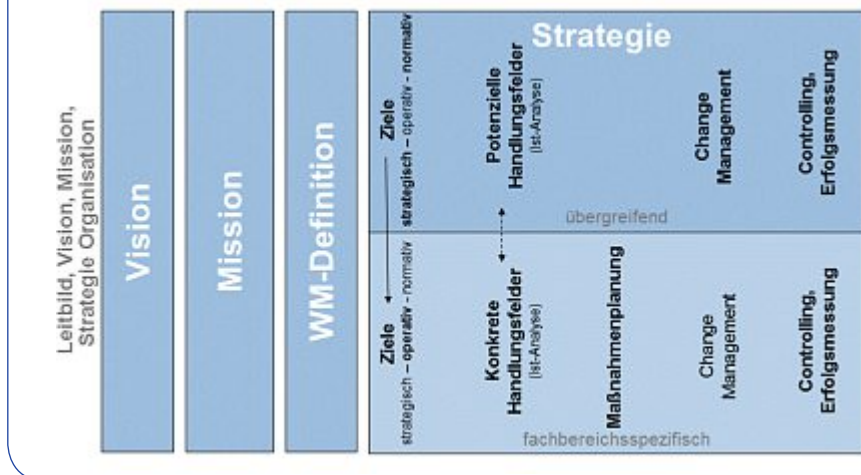 Leitbild, Vision, Mission,
Strategie Organisation
Vision
Mission
WM-Definition
Strategie
Ziele
strategisch – operativ - normativ
Potenzielle
Handlungsfelder
(Ist-Analyse)
Change
Management
Controlling,
Erfolgsmessung
übergreifend
Ziele
strategisch – operativ - normativ
Konkrete
Handlungsfelder
(Ist-Analyse)
Maßnahmenplanung
Change
Management
Controlling,
Erfolgsmessung
fachbereichsspezifisch